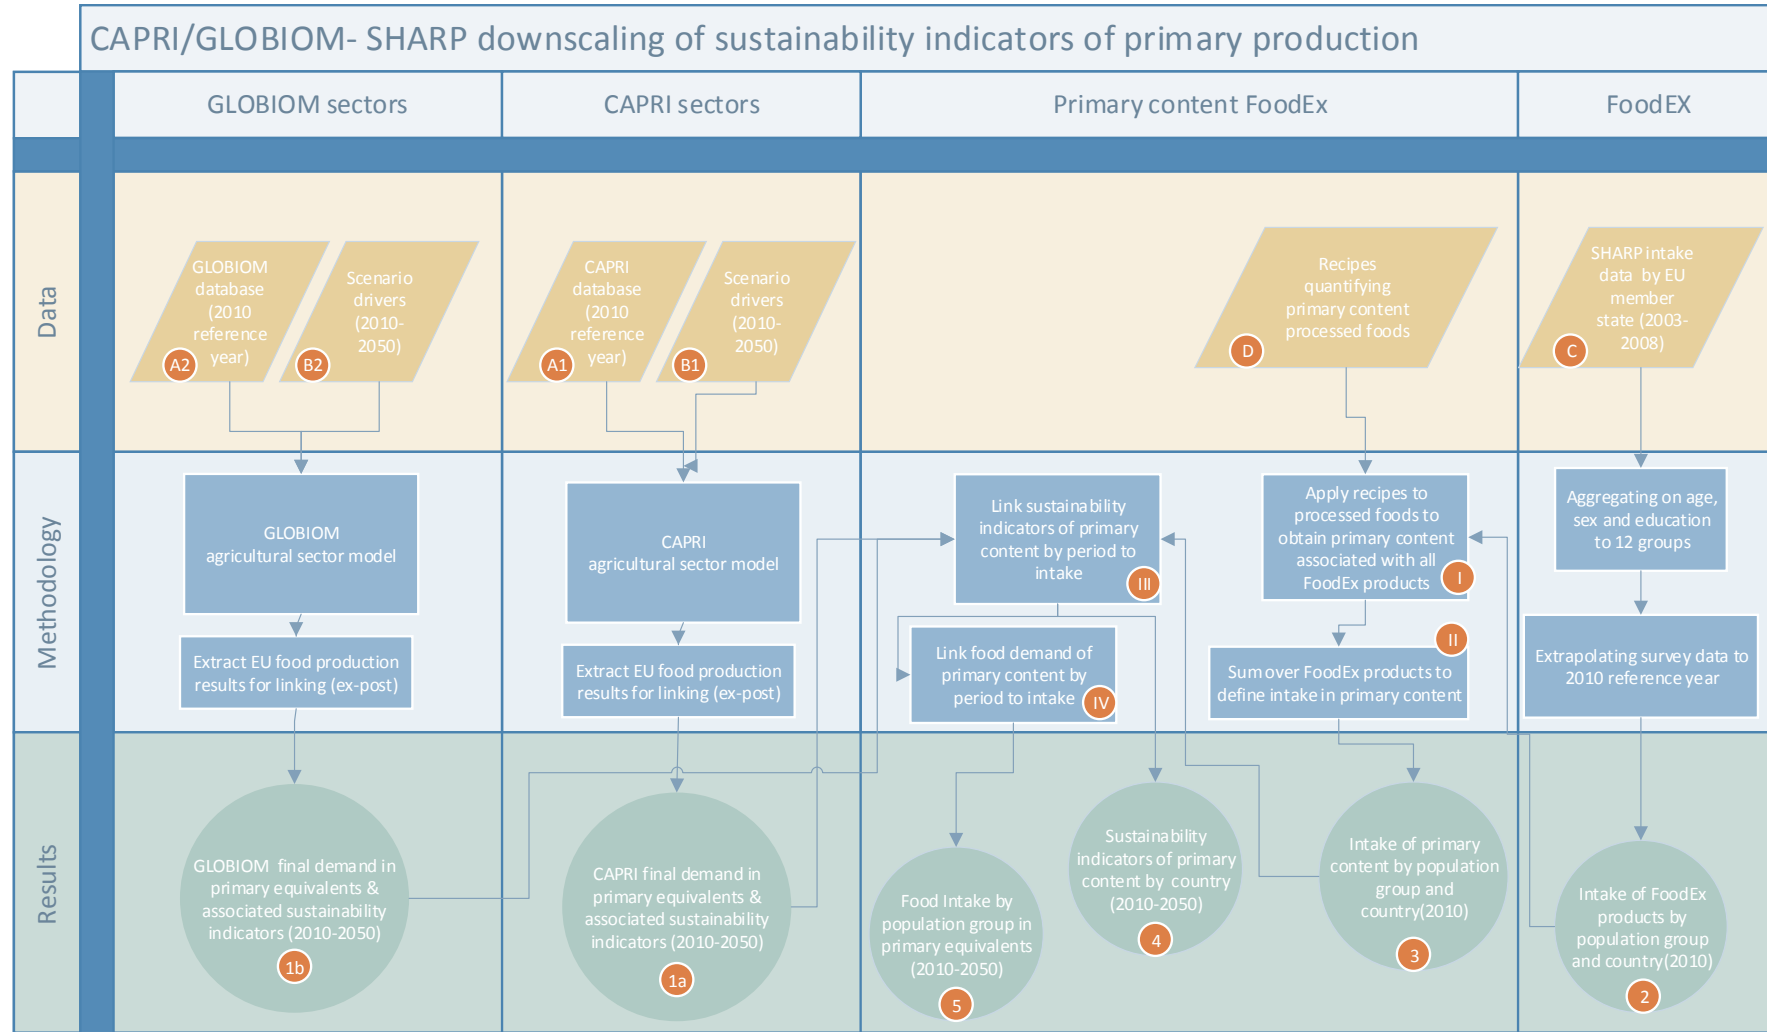 CAPRI/GLOBIOM- SHARP downscaling of sustainability indicators of primary production
GLOBIOM sectors
CAPRI sectors
Primary content FoodEx
FoodEX
Data
GLOBIOM
database
(2010
reference
year)
A2
Scenario
drivers
(2010-
2050)
B2
CAPRI
database
(2010
reference
year)
A1
Scenario
drivers
(2010-
2050)
B1
Recipes
quantifying
primary content
processed foods
D
SHARP intake
data by EU
member
state (2003-
2008)
C
Methodology
GLOBIOM
agricultural sector model
Extract EU food production
results for linking (ex-post)
CAPRI
agricultural sector model
Extract EU food production
results for linking (ex-post)
Link sustainability
indicators of primary
content by period to
intake
III
Link food demand of
primary content by
period to intake
IV
Apply recipes to
processed foods to
obtain primary content
associated with all
FoodEx products
I
II
Sum over FoodEx products to
define intake in primary content
Aggregating on age,
sex and education
to 12 groups
Extrapolating survey data to
2010 reference year
Results
GLOBIOM final demand in
primary equivalents &
associated sustainability
indicators (2010-2050)
1b
CAPRI final demand in
primary equivalents &
associated sustainability
indicators (2010-2050)
1a
Food Intake by
population group in
primary equivalents
(2010-2050)
5
Sustainability
indicators of primary
content by country
(2010-2050)
4
Intake of primary
content by population
group and
country(2010)
3
Intake of FoodEx
products by
population group
and country(2010)
2